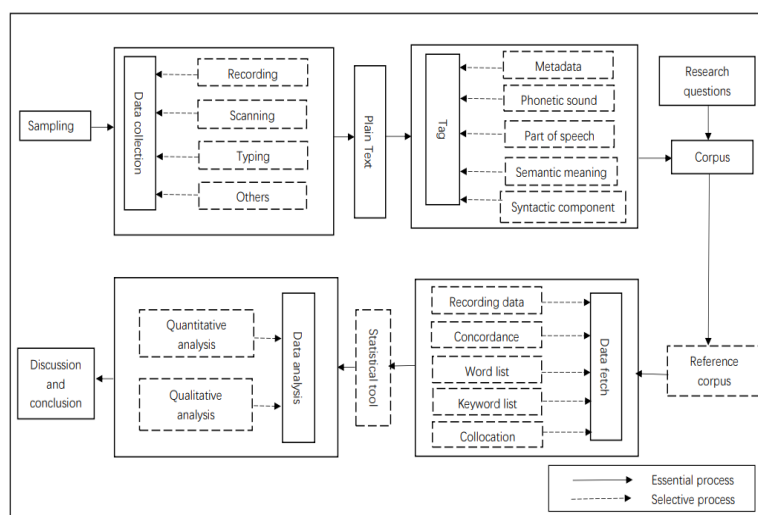 Sampling
Data collection
Recording
Scanning
Typing
Others
Plain Text
Tag
Metadata
Phonetic sound
Part of speech
Semantic meaning
Syntactic component
Research
questions
Corpus
Reference
corpus
Data fetch
Recording data
Concordance
Word list
Keyword list
Collocation
Statistical tool
Data analysis
Quantitative
analysis
Qualitative
analysis
Discussion
and
conclusion
Essential process
Selective process